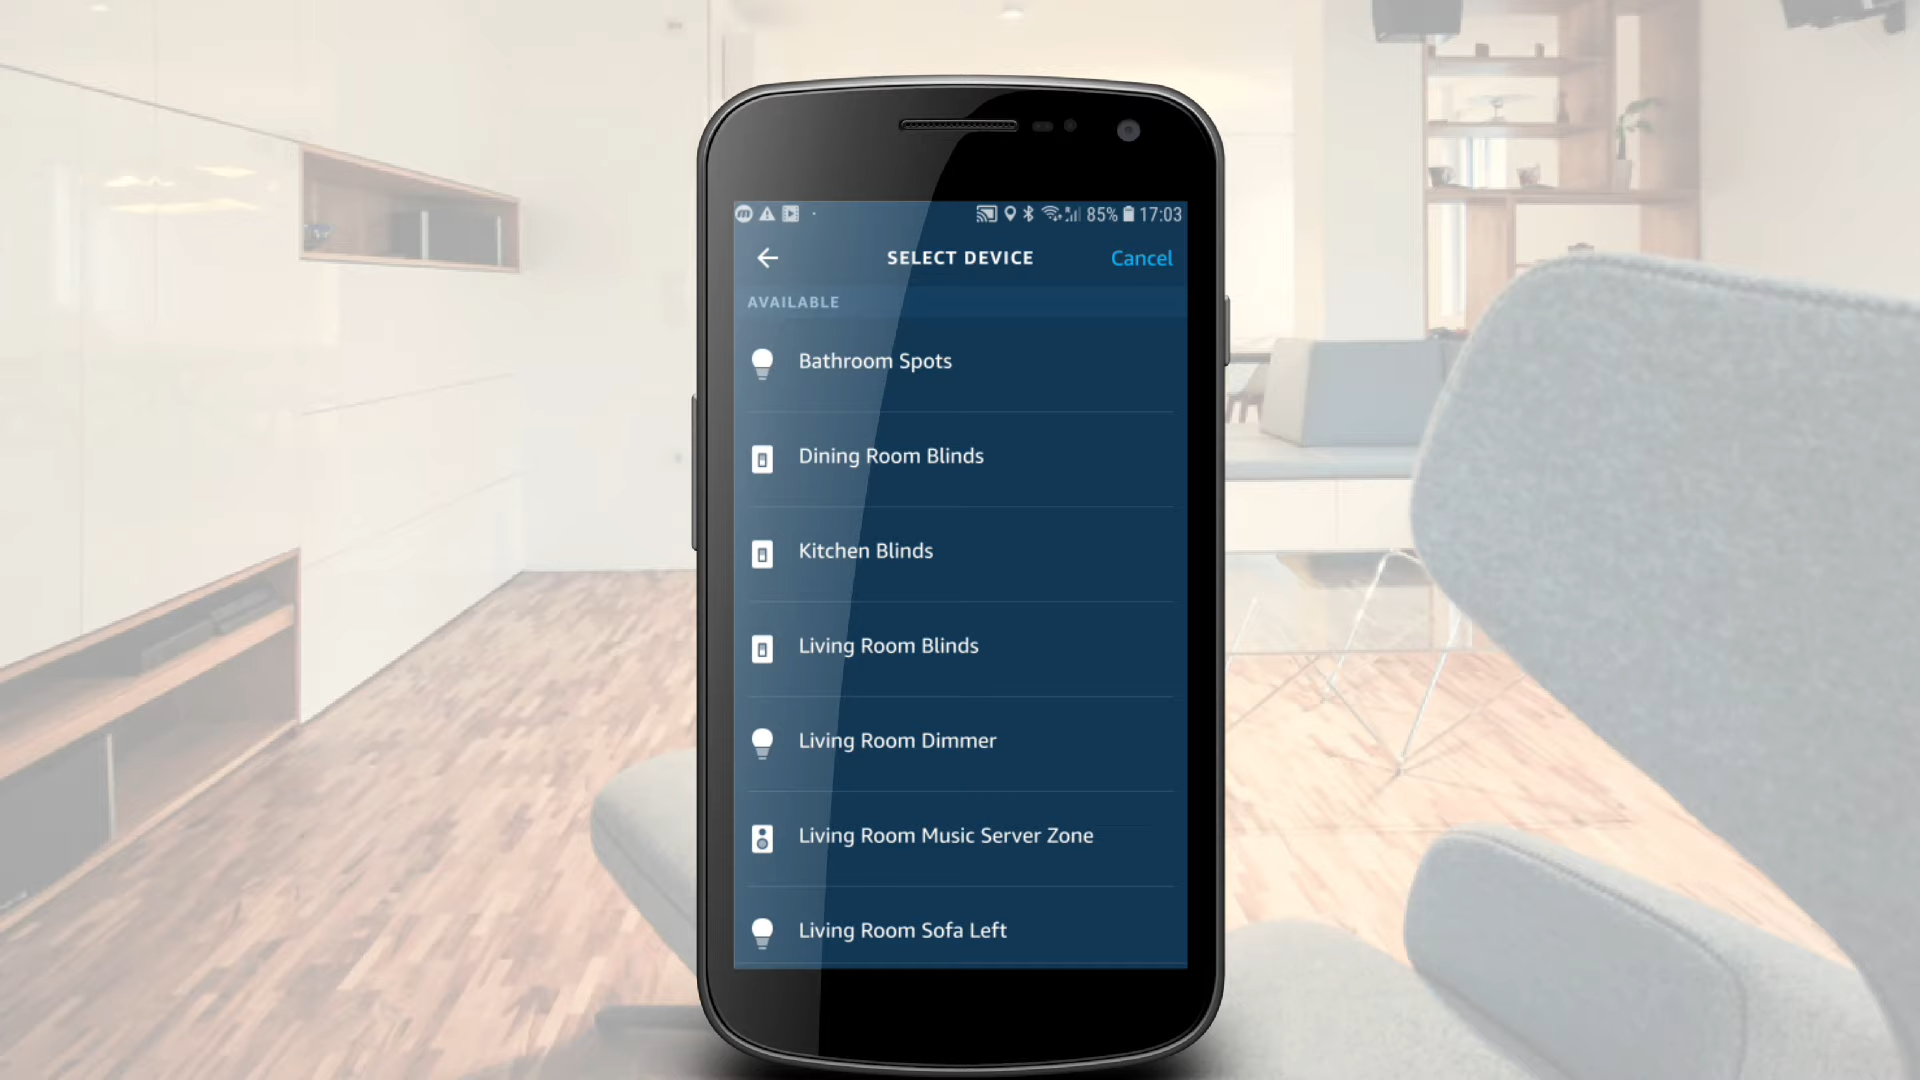 85% 17:03
SELECT DEVICE Cancel
AVAILABLE
Bathroom Spots
Dining Room Blinds
Kitchen Blinds
Living Room Blinds
Living Room Dimmer
Living Room Music Server Zone
Living Room Sofa Left